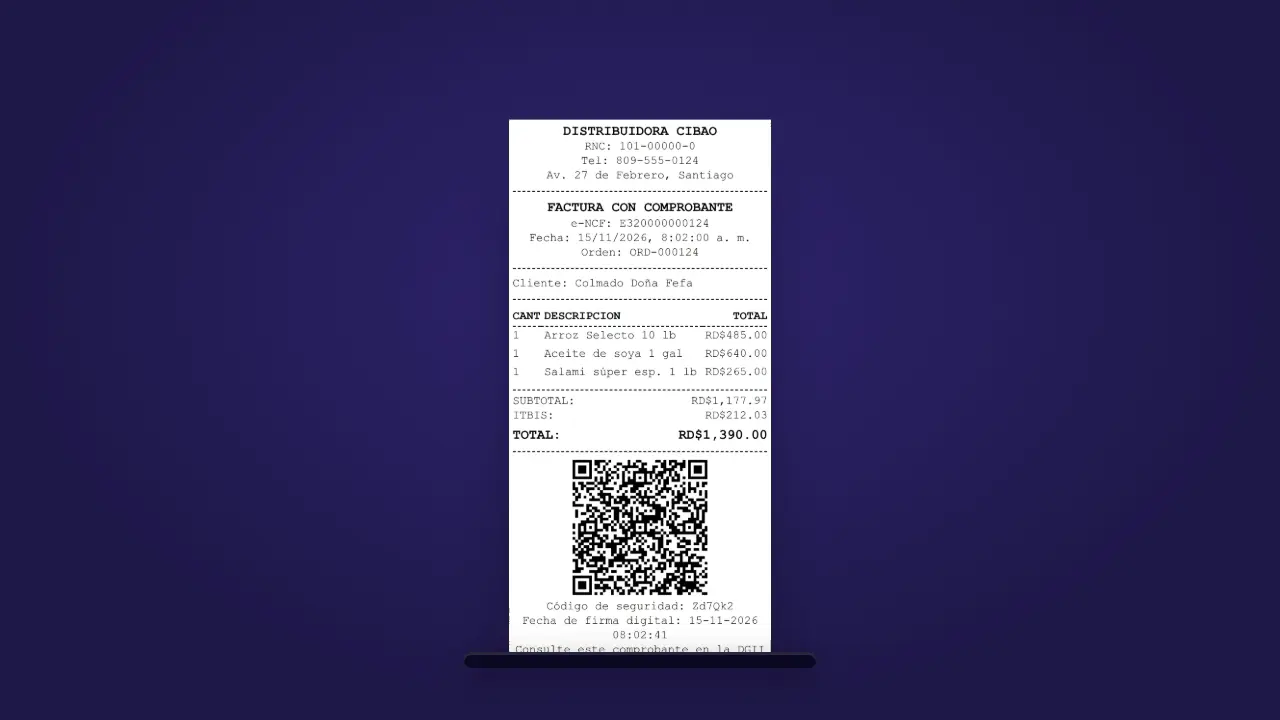 DISTRIBUIDORA CIBAO
RNC: 101-00000-0
Tel: 809-555-0124
Av. 27 de Febrero, Santiago
FACTURA CON COMPROBANTE
e-NCF: E320000000124
Fecha: 15/11/2026, 8:02:00 a. m.
Orden: ORD-000124
Cliente: Colmado Doña Fefa
CANT DESCRIPCION TOTAL
1 Arroz Selecto 10 lb RD$485.00
1 Aceite de soya 1 gal RD$640.00
1 Salami súper esp. 1 lb RD$265.00
SUBTOTAL: RD$1,177.97
ITBIS: RD$212.03
TOTAL: RD$1,390.00
Código de seguridad: Zd7Qk2
Fecha de firma digital: 15-11-2026
08:02:41
Consulte este comprobante en la DGII